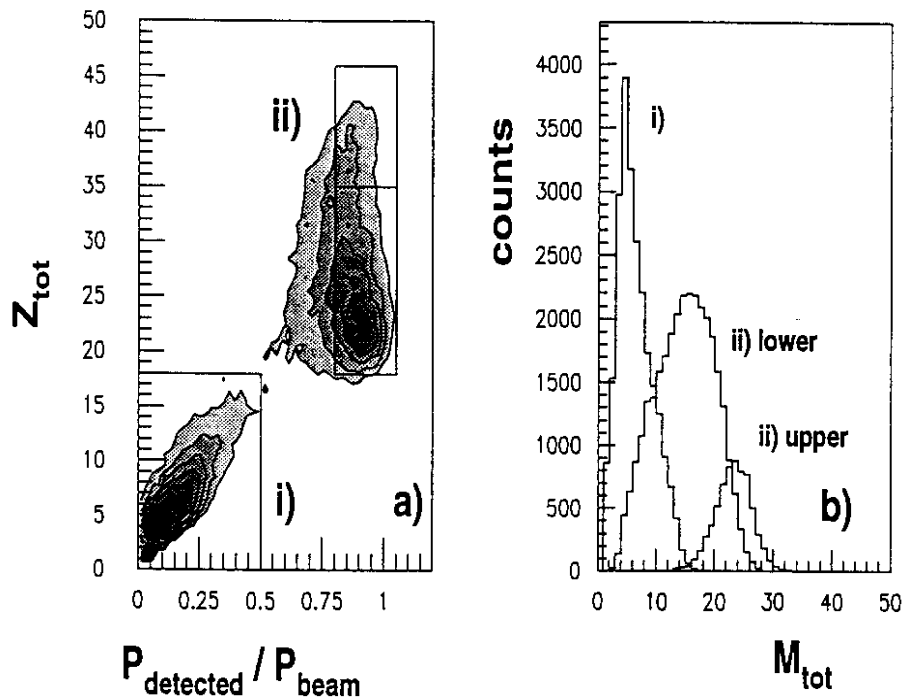 50
45
40
35
30
25
20
15
10
5
0
Z_tot
ii)
i)
a)
0
0.25
0.5
0.75
1
P_detected / P_beam
4000
3500
3000
2500
2000
1500
1000
500
0
counts
i)
ii) lower
ii) upper
b)
0
10
20
30
40
50
M_tot